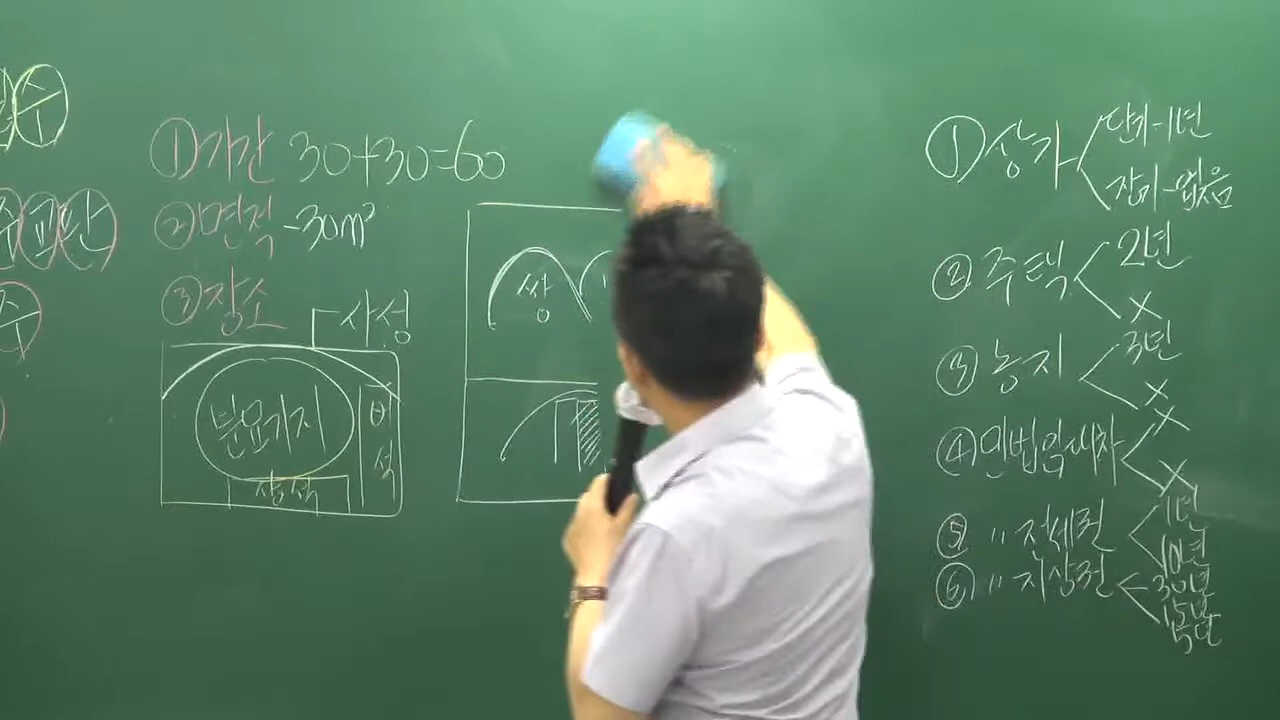 ①기간 30+30=60
②면적 -30m²
③장소
사성
분묘기지
상석
비석
쌍
①상가 단기-1년
장기-없음
②주택 2년
×
③농지 3년
×
④민법임대차 ×
×
⑤ 〃 전세권 1년
10년
⑥ 〃 지상권 30년
15년
5년